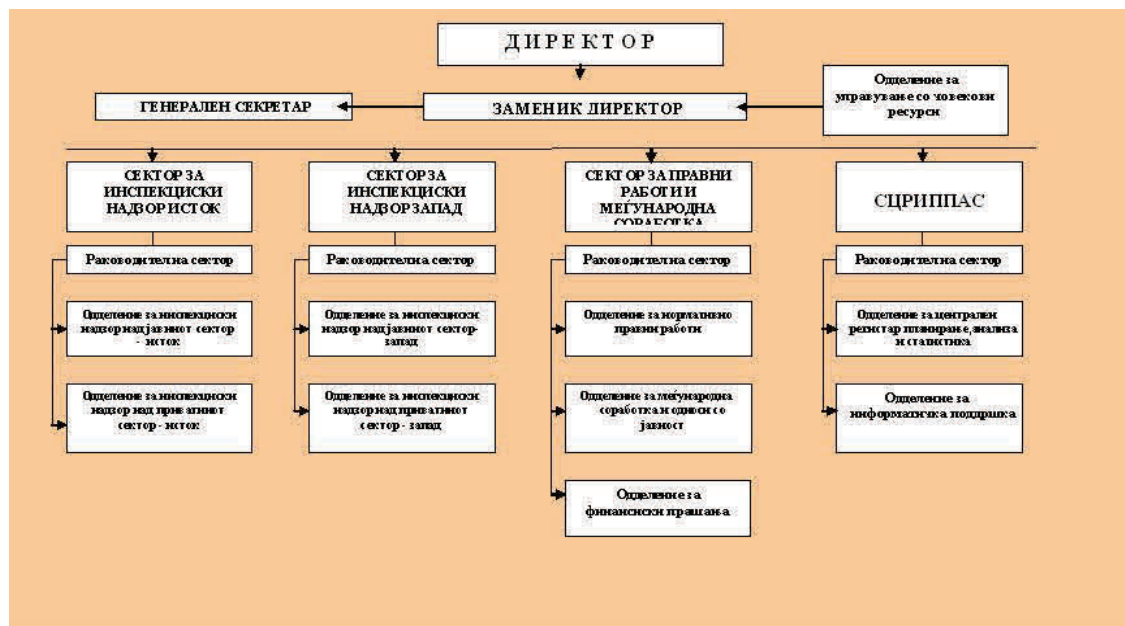 ДИРЕКТОР
ГЕНЕРАЛЕН СЕКРЕТАР
ЗАМЕНИК ДИРЕКТОР
Одделение за
управување со човекови
ресурси
СЕКТОР ЗА
ИНСПЕКЦИСКИ
НАДЗОР ИСТОК
СЕКТОР ЗА
ИНСПЕКЦИСКИ
НАДЗОР ЗАПАД
СЕКТОР ЗА ПРАВНИ
РАБОТИ И
МЕЃУНАРОДНА
СОРАБОТКА
СЦРИППАС
Раководител на сектор
Раководител на сектор
Раководител на сектор
Раководител на сектор
Одделение за инспекциски
надзор над јавниот сектор
- исток
Одделение за инспекциски
надзор над јавниот сектор-
запад
Одделение за нормативно
правни работи
Одделение за централен
регистар планирање, анализа
и статистика
Одделение за инспекциски
надзор над приватниот
сектор - исток
Одделение за инспекциски
надзор над приватниот
сектор - запад
Одделение за меѓународна
соработка и односи со
јавност
Одделение за
информатичка поддршка
Одделение за
финансиски прашања